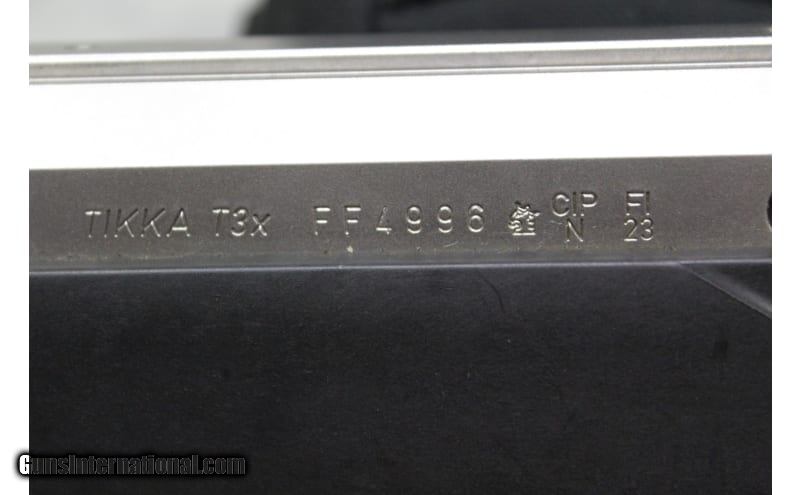 TIKKA T3x FF4996 CIP FI
N 23
GunsInternational.com